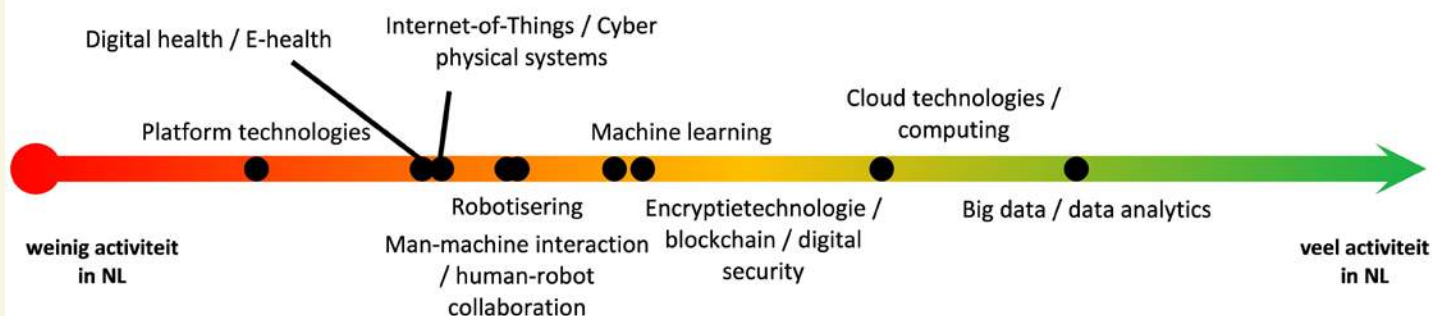 Digital health / E-health
Internet-of-Things / Cyber
physical systems
Platform technologies
Machine learning
Cloud technologies /
computing
Robotisering
Man-machine interaction
/ human-robot
collaboration
Encryptietechnologie /
blockchain / digital
security
Big data / data analytics
weinig activiteit
in NL
veel activiteit
in NL